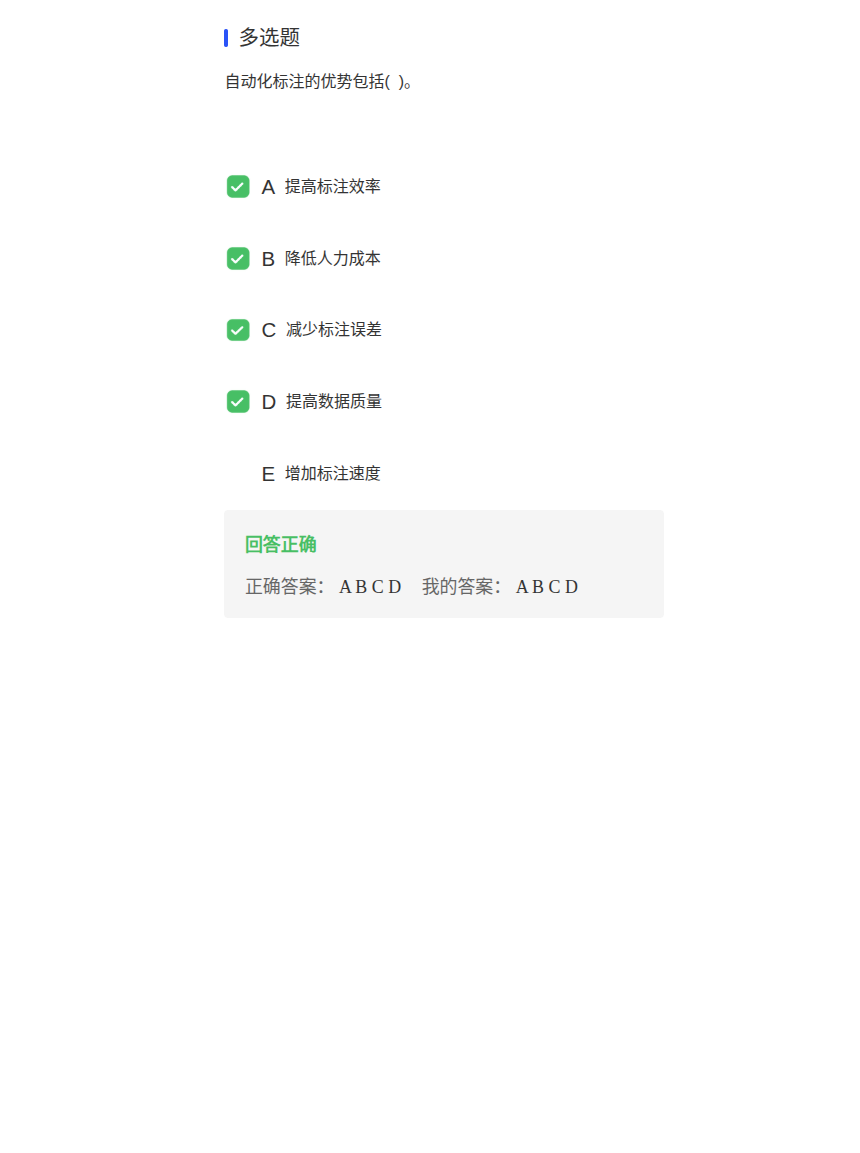 多选题
自动化标注的优势包括(  )。
A 提高标注效率
B 降低人力成本
C 减少标注误差
D 提高数据质量
E 增加标注速度
回答正确
正确答案： A B C D 我的答案： A B C D